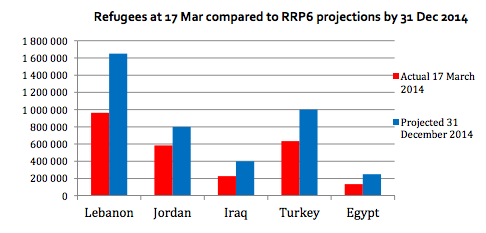 Refugees at 17 Mar compared to RRP6 projections by 31 Dec 2014
1 800 000
1 600 000
1 400 000
1 200 000
1 000 000
800 000
600 000
400 000
200 000
0
Lebanon Jordan Iraq Turkey Egypt
Actual 17 March
2014
Projected 31
December 2014